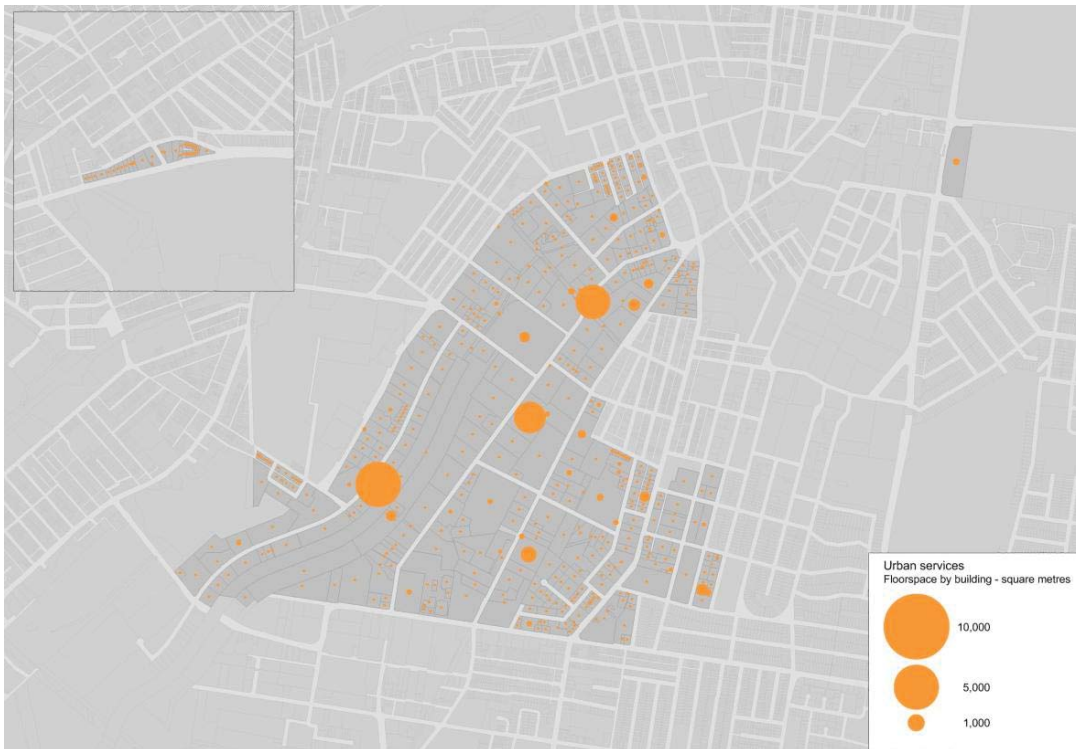 Urban services
Floorspace by building - square metres
10,000
5,000
1,000